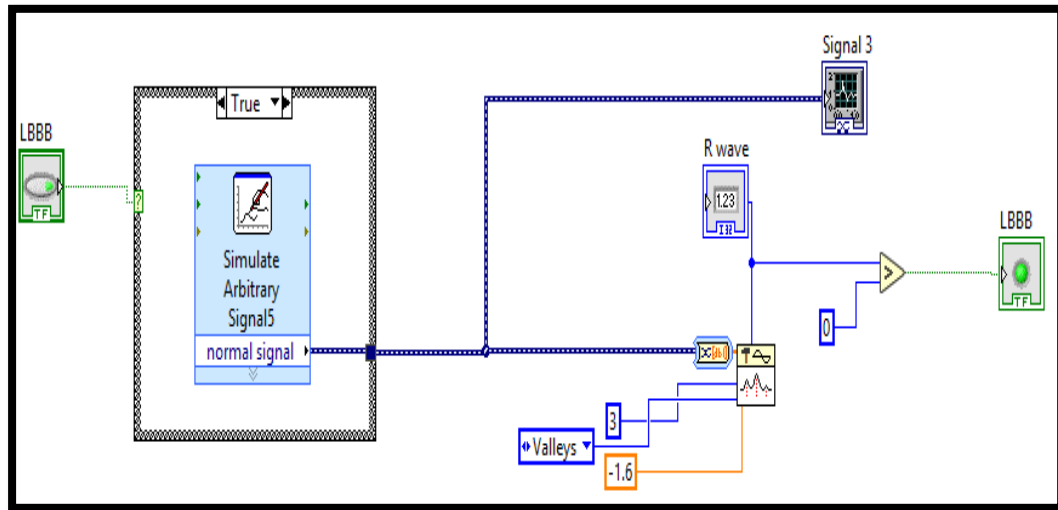 Signal 3
True
LBBB
?
TF
Simulate
Arbitrary
Signal5
normal signal
R wave
1.23
I32
LBBB
TF
>
0
3
Valleys
-1.6